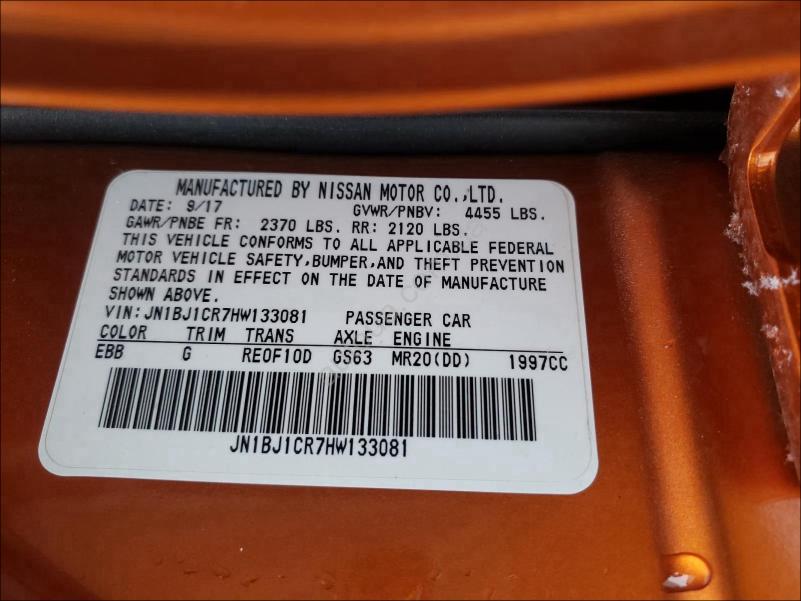 MANUFACTURED BY NISSAN MOTOR CO.,LTD.
DATE: 9/17 GVWR/PNBV: 4455 LBS.
GAWR/PNBE FR: 2370 LBS. RR: 2120 LBS.
THIS VEHICLE CONFORMS TO ALL APPLICABLE FEDERAL
MOTOR VEHICLE SAFETY,BUMPER,AND THEFT PREVENTION
STANDARDS IN EFFECT ON THE DATE OF MANUFACTURE
SHOWN ABOVE.
VIN:JN1BJ1CR7HW133081 PASSENGER CAR
COLOR TRIM TRANS AXLE ENGINE
EBB G RE0F10D GS63 MR20(DD) 1997CC
JN1BJ1CR7HW133081